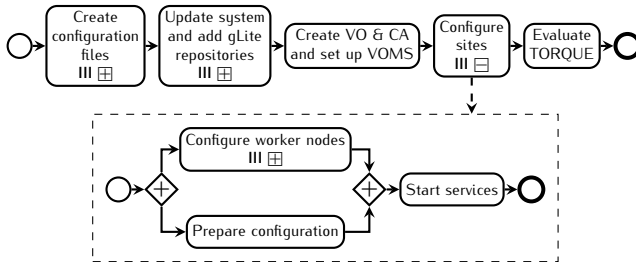 Create
configuration
files
Update system
and add gLite
repositories
Create VO & CA
and set up VOMS
Configure
sites
Evaluate
TORQUE
Configure worker nodes
Prepare configuration
Start services